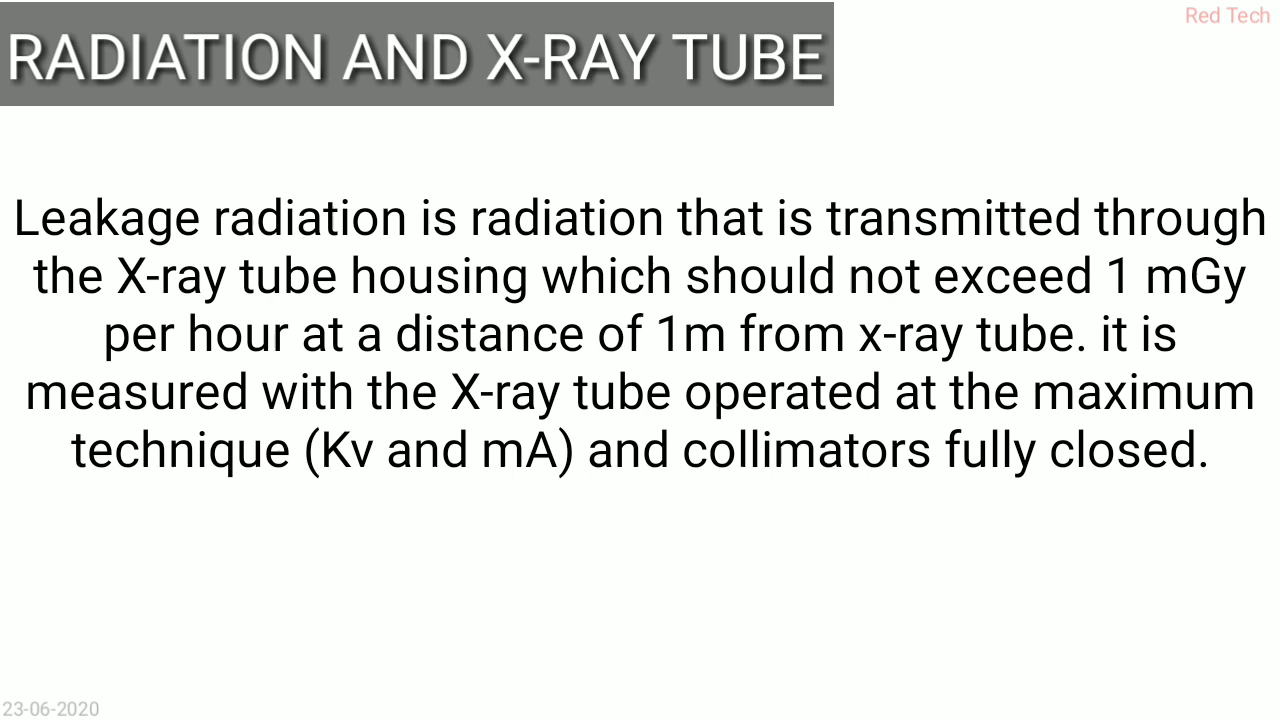 Red Tech
RADIATION AND X-RAY TUBE
Leakage radiation is radiation that is transmitted through
the X-ray tube housing which should not exceed 1 mGy
per hour at a distance of 1m from x-ray tube. it is
measured with the X-ray tube operated at the maximum
technique (Kv and mA) and collimators fully closed.
23-06-2020